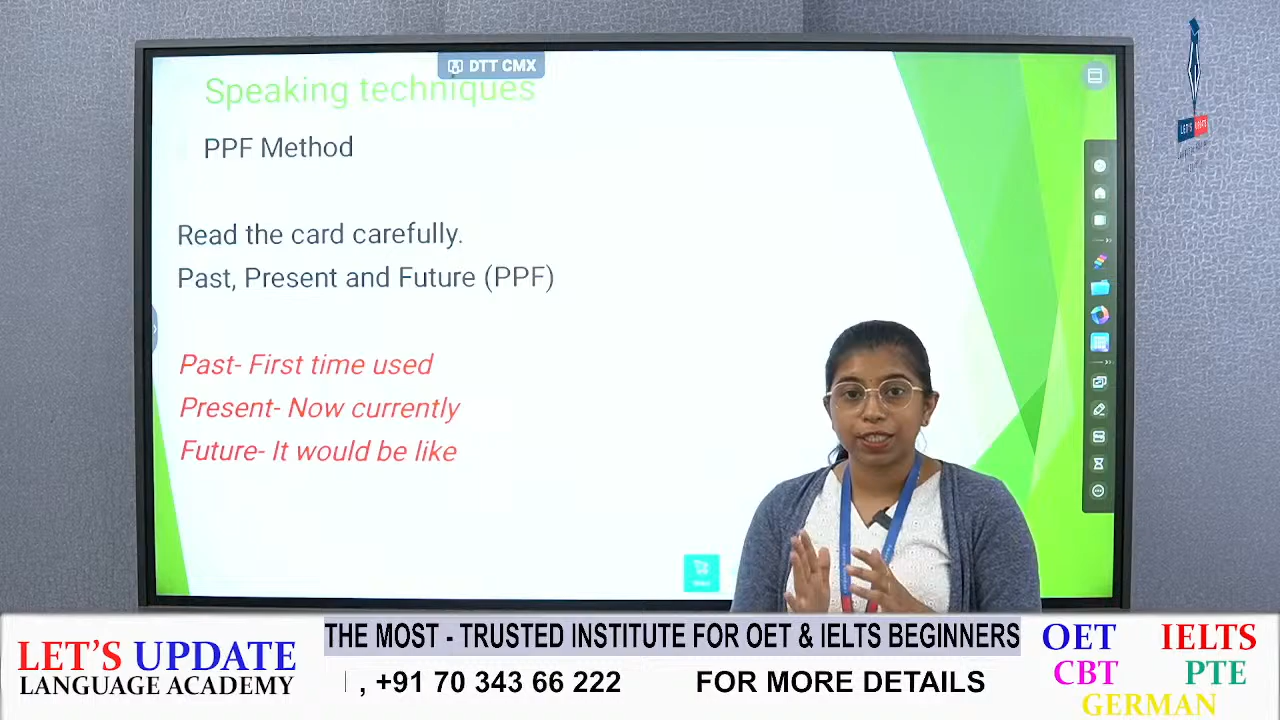 DTT CMX
Speaking techniques
PPF Method
Read the card carefully.
Past, Present and Future (PPF)
Past- First time used
Present- Now currently
Future- It would be like
LET'S UPDATE
LET'S UPDATE
LANGUAGE ACADEMY
THE MOST - TRUSTED INSTITUTE FOR OET & IELTS BEGINNERS
, +91 70 343 66 222 FOR MORE DETAILS
OET IELTS
CBT PTE
GERMAN